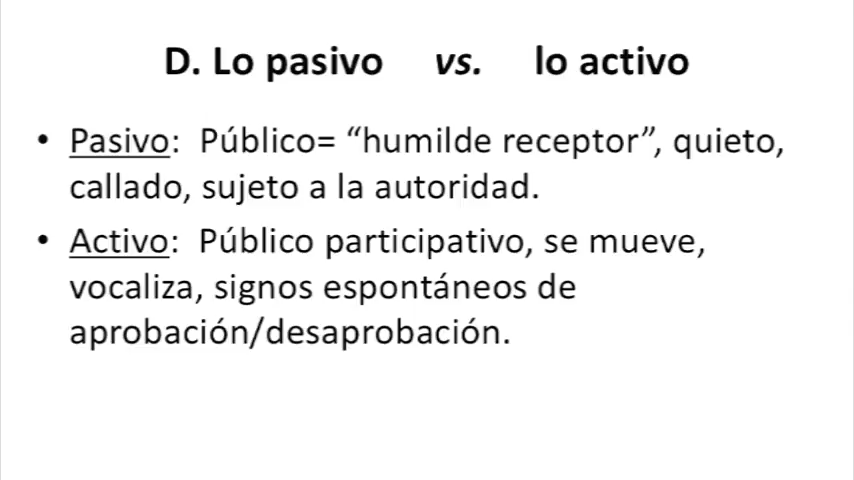 D. Lo pasivo vs. lo activo
• Pasivo: Público= “humilde receptor”, quieto,
callado, sujeto a la autoridad.
• Activo: Público participativo, se mueve,
vocaliza, signos espontáneos de
aprobación/desaprobación.